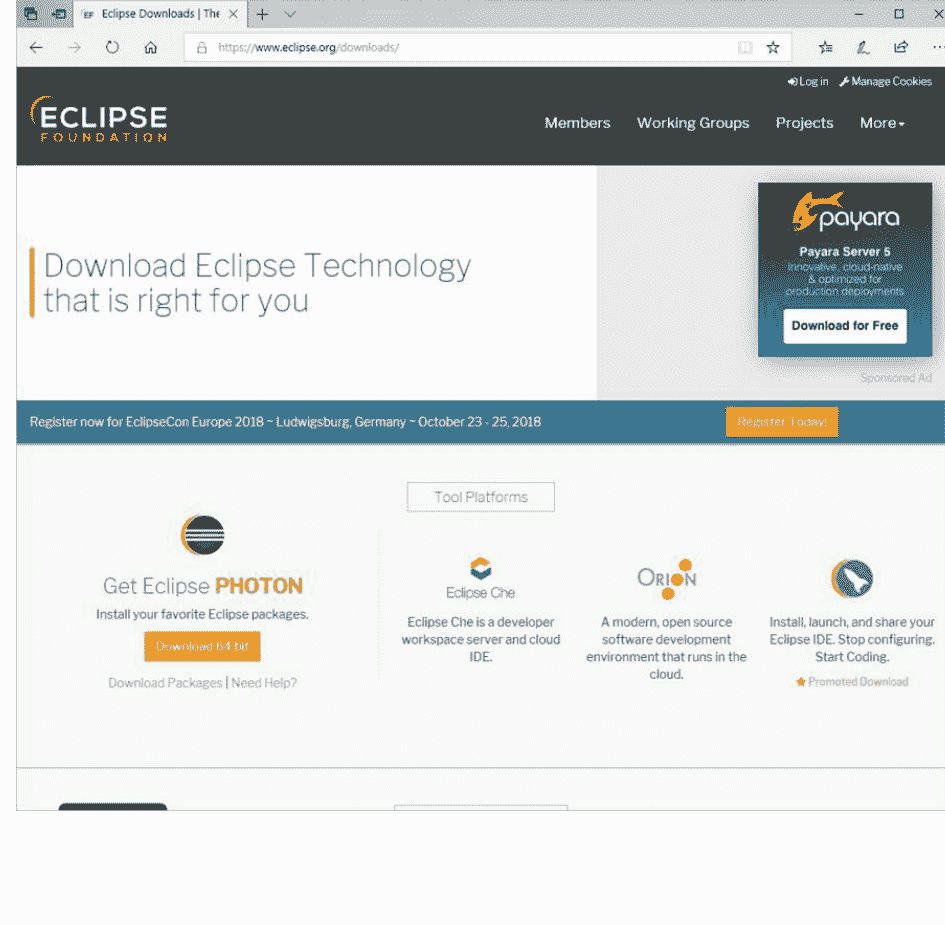 Eclipse Downloads | The
https://www.eclipse.org/downloads/
Log in Manage Cookies
ECLIPSE
FOUNDATION
Members Working Groups Projects More
payara
Payara Server 5
Innovative, cloud-native
& optimized for
production deployments
Download for Free
Sponsored Ad
Download Eclipse Technology
that is right for you
Register now for EclipseCon Europe 2018 ~ Ludwigsburg, Germany ~ October 23 - 25, 2018
Register Today!
Tool Platforms
Get Eclipse PHOTON
Install your favorite Eclipse packages.
Download 64 bit
Download Packages | Need Help?
Eclipse Che
Eclipse Che is a developer
workspace server and cloud
IDE.
ORION
A modern, open source
software development
environment that runs in the
cloud.
Install, launch, and share your
Eclipse IDE. Stop configuring.
Start Coding.
Promoted Download